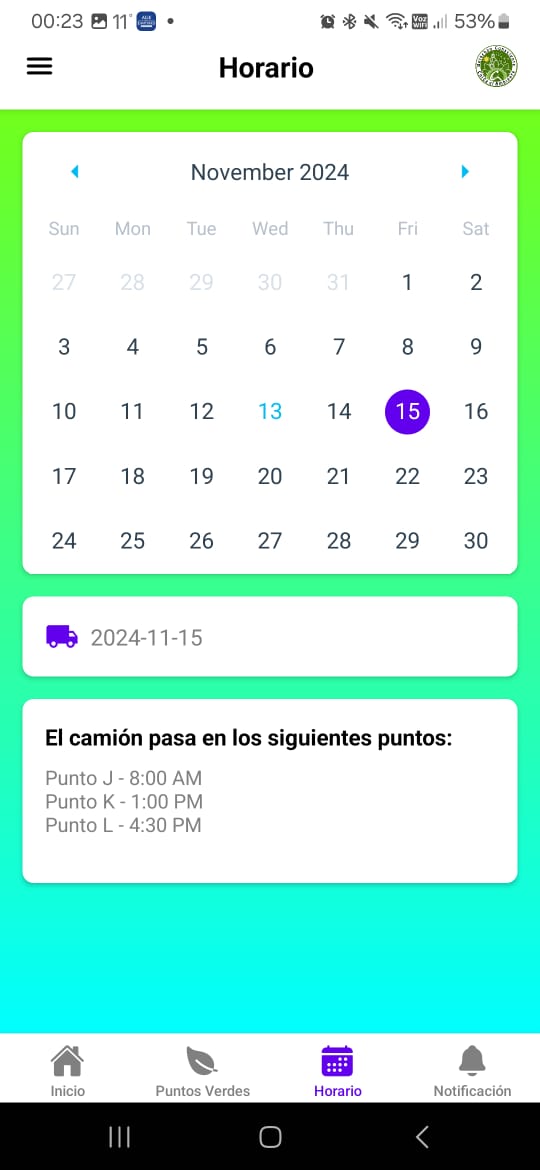 00:23 11°
Voz WiFi 53%
Horario
November 2024
Sun Mon Tue Wed Thu Fri Sat
27 28 29 30 31 1 2
3 4 5 6 7 8 9
10 11 12 13 14 15 16
17 18 19 20 21 22 23
24 25 26 27 28 29 30
2024-11-15
El camión pasa en los siguientes puntos:
Punto J - 8:00 AM
Punto K - 1:00 PM
Punto L - 4:30 PM
Inicio Puntos Verdes Horario Notificación